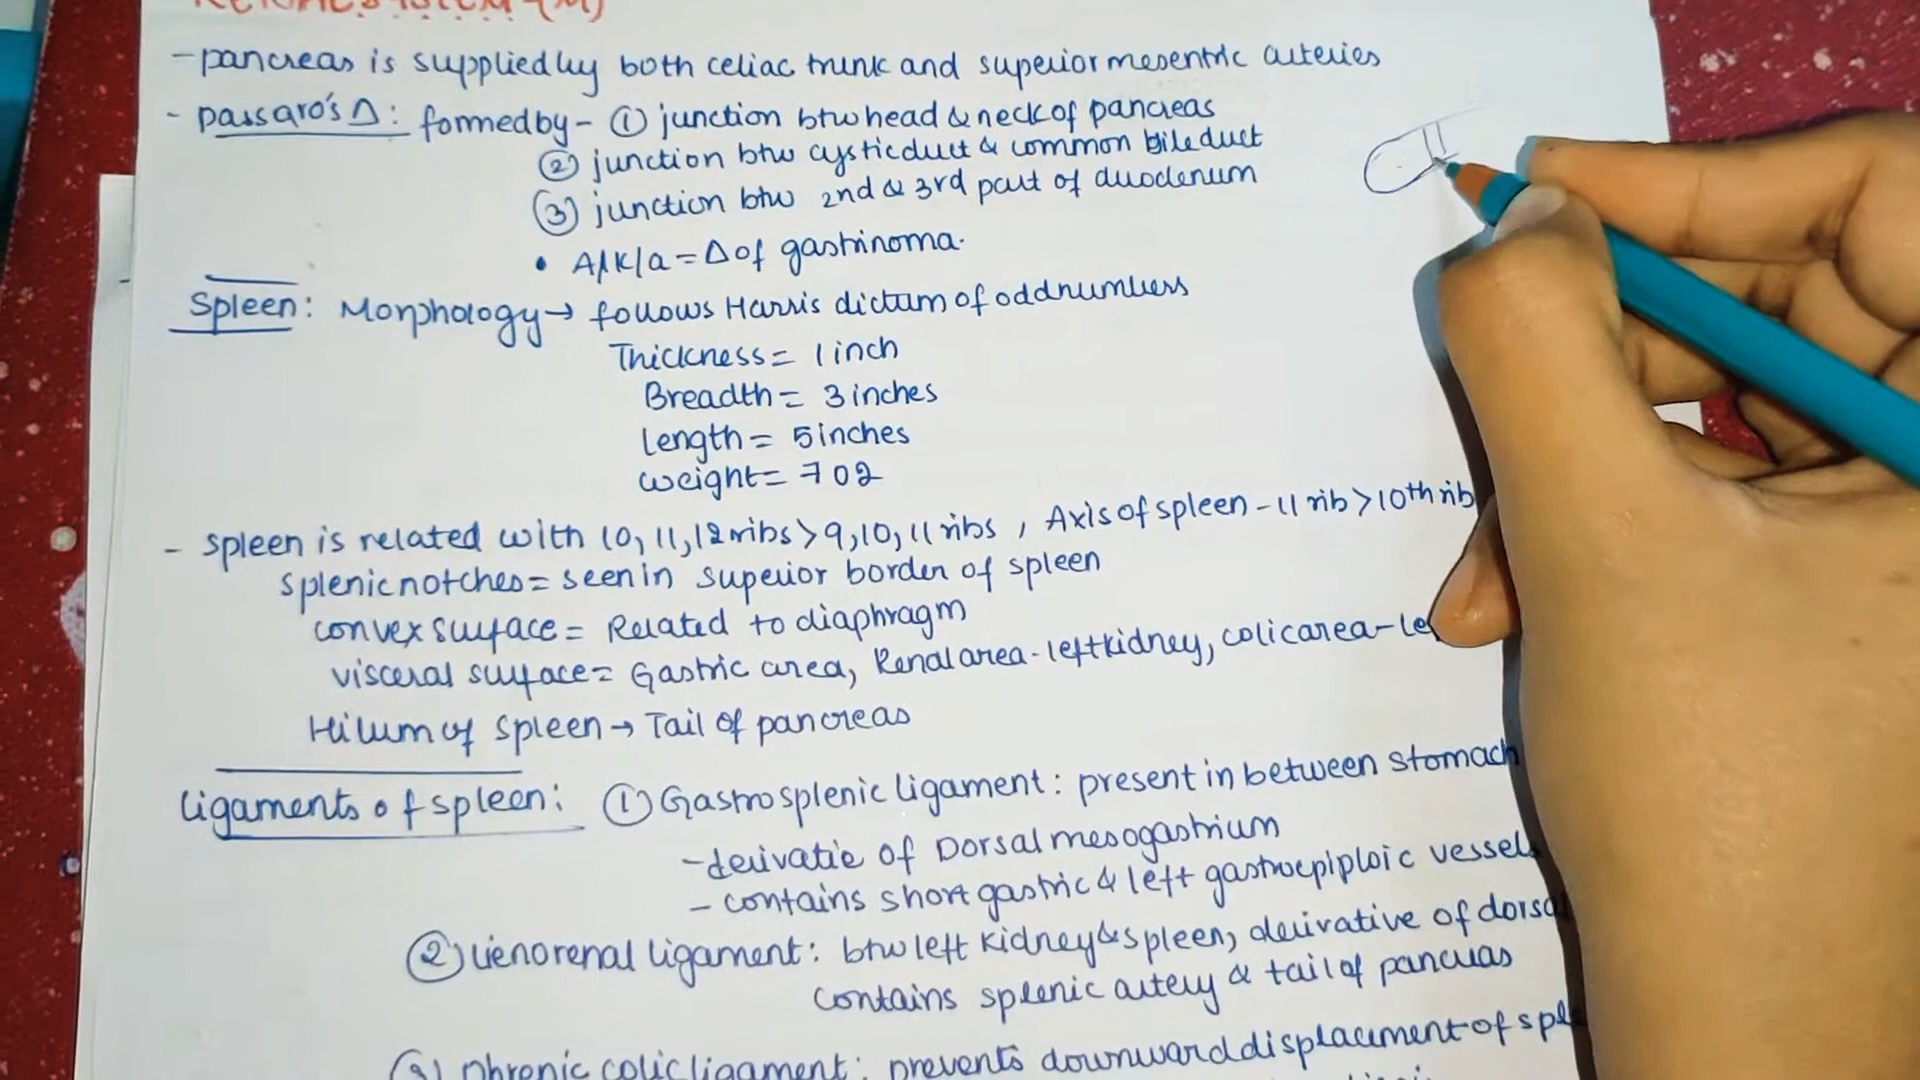 - pancreas is supplied by both celiac trunk and superior mesentric arteries
- passaro's Δ: formed by - ① junction btw head & neck of pancreas
② junction btw cystic duct & common bile duct
③ junction btw 2nd & 3rd part of duodenum
• A/K/a = Δ of gastrinoma.
Spleen: Morphology → follows Harris dictum of odd numbers
Thickness = 1 inch
Breadth = 3 inches
length = 5 inches
weight = 7 oz
- spleen is related with 10, 11, 12 ribs > 9, 10, 11 ribs, Axis of spleen - 11 rib > 10th rib
splenic notches = seen in superior border of spleen
convex surface = Related to diaphragm
visceral surface = Gastric area, Renal area - left kidney, colic area -
Hilum of spleen → Tail of pancreas
ligaments of spleen: ① Gastrosplenic ligament: present in between stomach
- derivatie of Dorsal mesogastrium
- contains short gastric & left gastroepiploic vessels
② lienorenal ligament: btw left kidney & spleen, derivative of
contains splenic artery & tail of pancreas
③ phrenic colic ligament: prevents downward displacement of